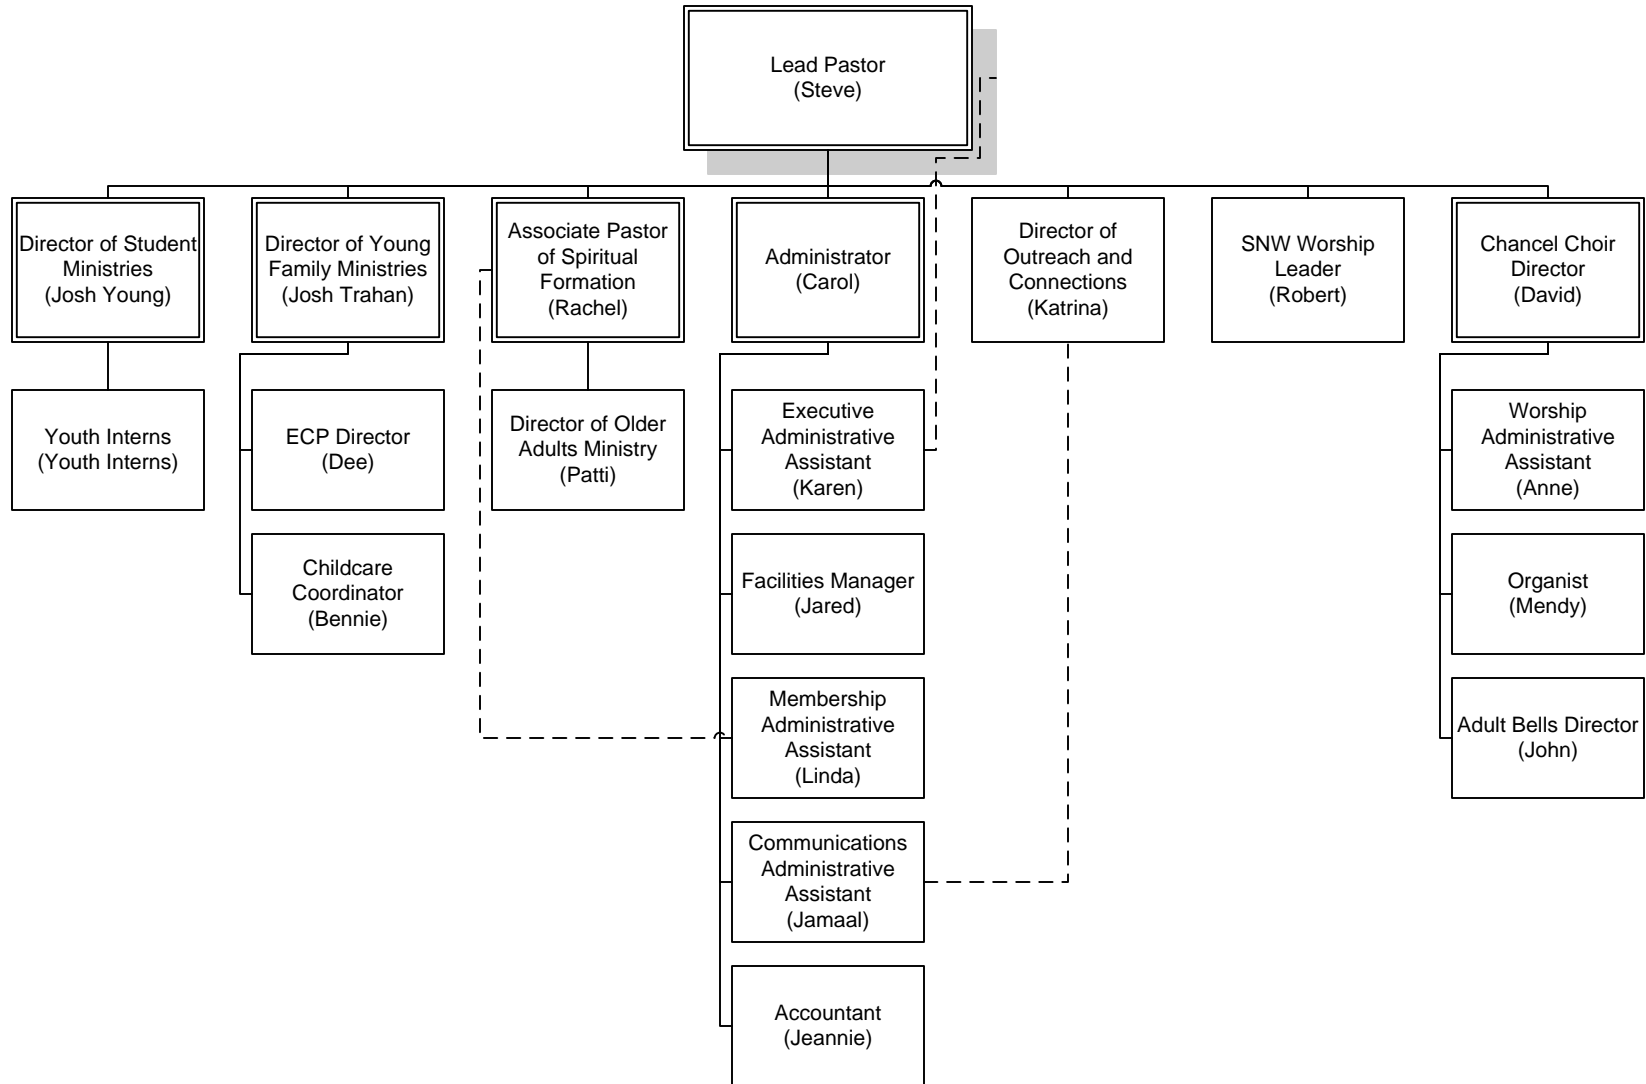 Lead Pastor
(Steve)
Director of Student
Ministries
(Josh Young)
Director of Young
Family Ministries
(Josh Trahan)
Associate Pastor
of Spiritual
Formation
(Rachel)
Administrator
(Carol)
Director of
Outreach and
Connections
(Katrina)
SNW Worship
Leader
(Robert)
Chancel Choir
Director
(David)
Youth Interns
(Youth Interns)
ECP Director
(Dee)
Director of Older
Adults Ministry
(Patti)
Executive
Administrative
Assistant
(Karen)
Worship
Administrative
Assistant
(Anne)
Childcare
Coordinator
(Bennie)
Facilities Manager
(Jared)
Organist
(Mendy)
Membership
Administrative
Assistant
(Linda)
Adult Bells Director
(John)
Communications
Administrative
Assistant
(Jamaal)
Accountant
(Jeannie)